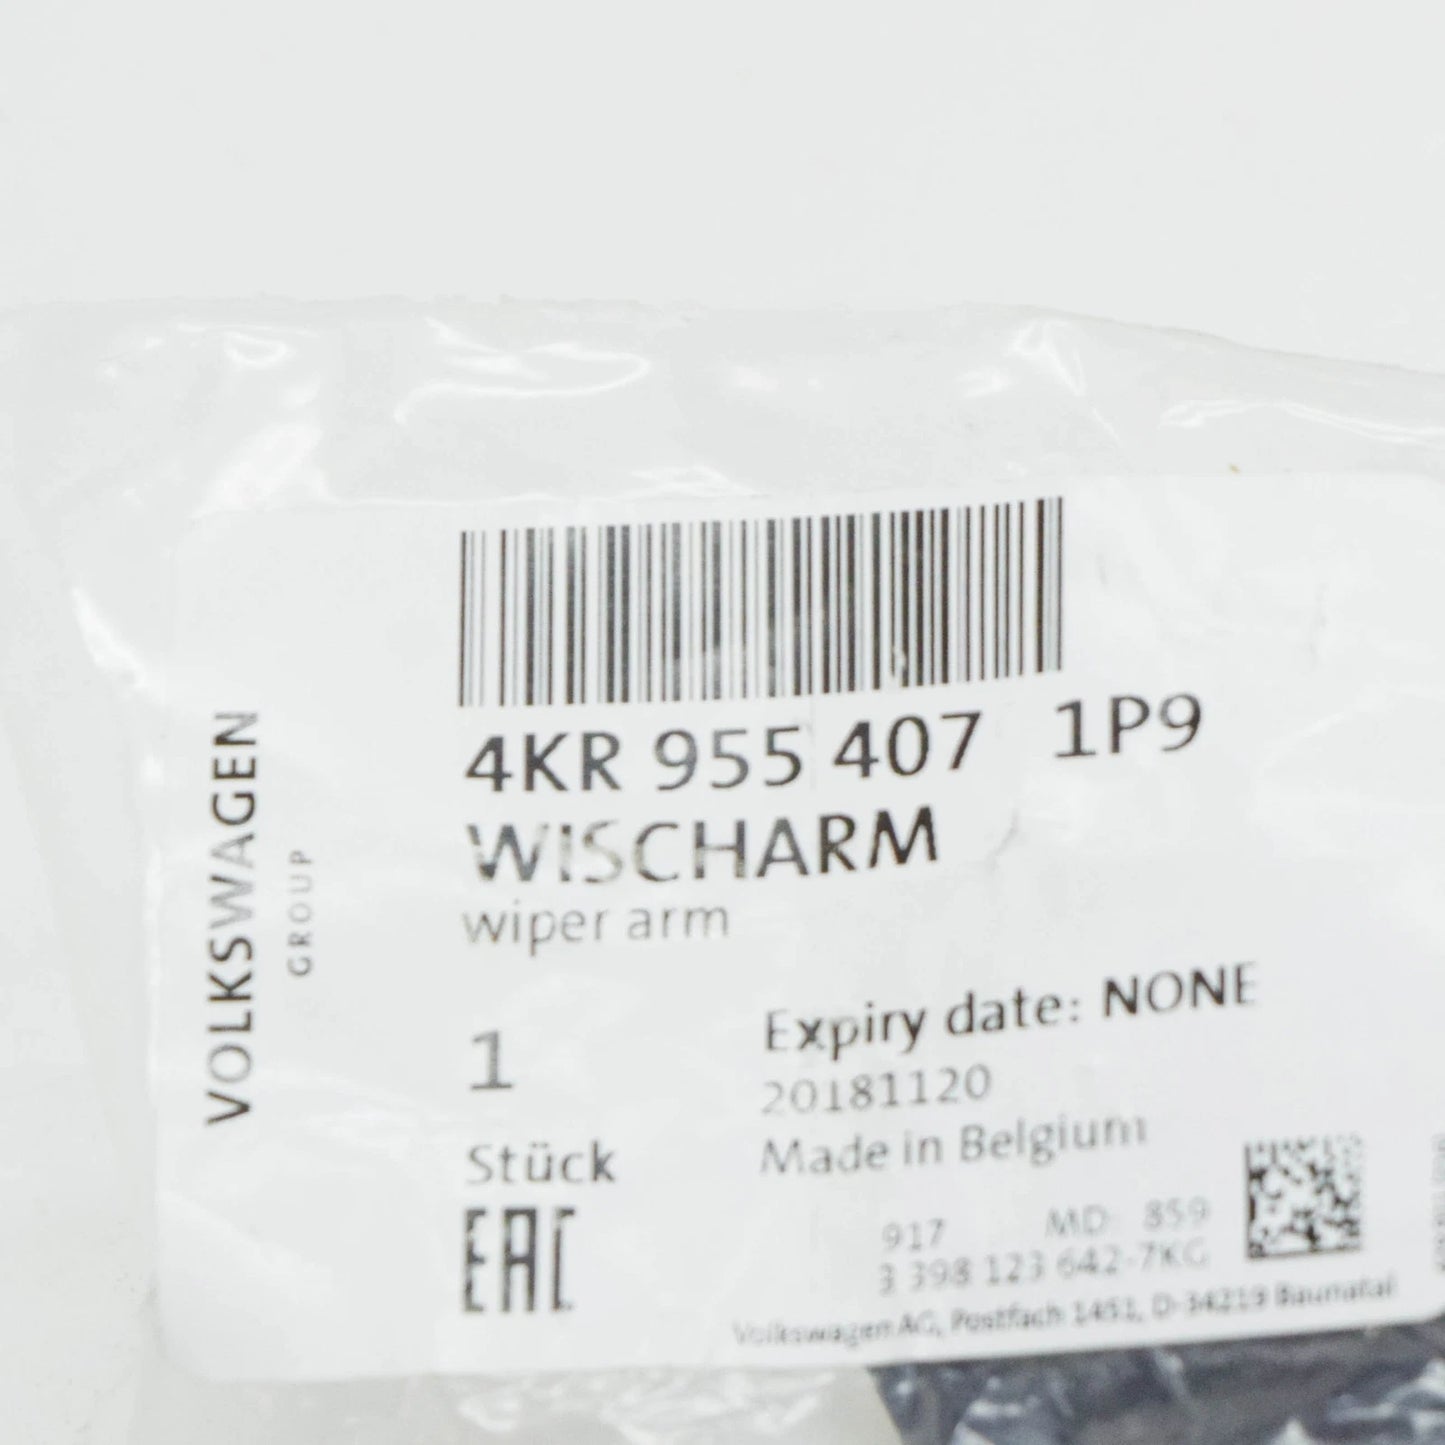 VOLKSWAGEN
GROUP
4KR 955 407 1P9
WISCHARM
wiper arm
1
Stück
EAC
Expiry date: NONE
20181120
Made in Belgium
917 MD 859
3 398 123 642-7KG
Volkswagen AG, Postfach 1451, D-34219 Baunatal